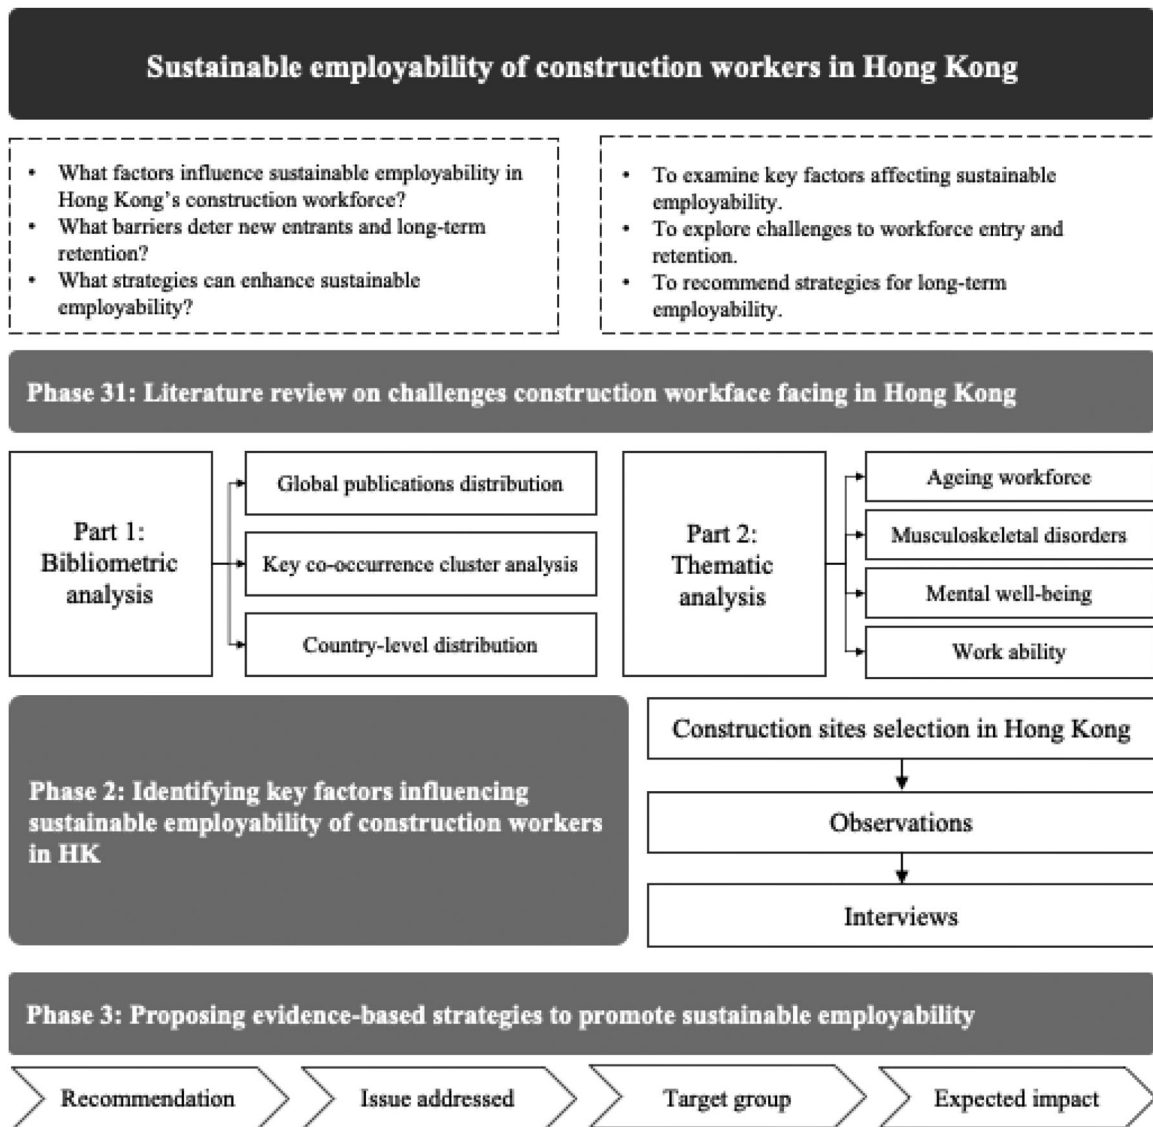 Sustainable employability of construction workers in Hong Kong
• What factors influence sustainable employability in
Hong Kong's construction workforce?
• What barriers deter new entrants and long-term
retention?
• What strategies can enhance sustainable
employability?
• To examine key factors affecting sustainable
employability.
• To explore challenges to workforce entry and
retention.
• To recommend strategies for long-term
employability.
Phase 31: Literature review on challenges construction workface facing in Hong Kong
Part 1:
Bibliometric
analysis
Global publications distribution
Key co-occurrence cluster analysis
Country-level distribution
Part 2:
Thematic
analysis
Ageing workforce
Musculoskeletal disorders
Mental well-being
Work ability
Phase 2: Identifying key factors influencing
sustainable employability of construction workers
in HK
Construction sites selection in Hong Kong
Observations
Interviews
Phase 3: Proposing evidence-based strategies to promote sustainable employability
Recommendation
Issue addressed
Target group
Expected impact